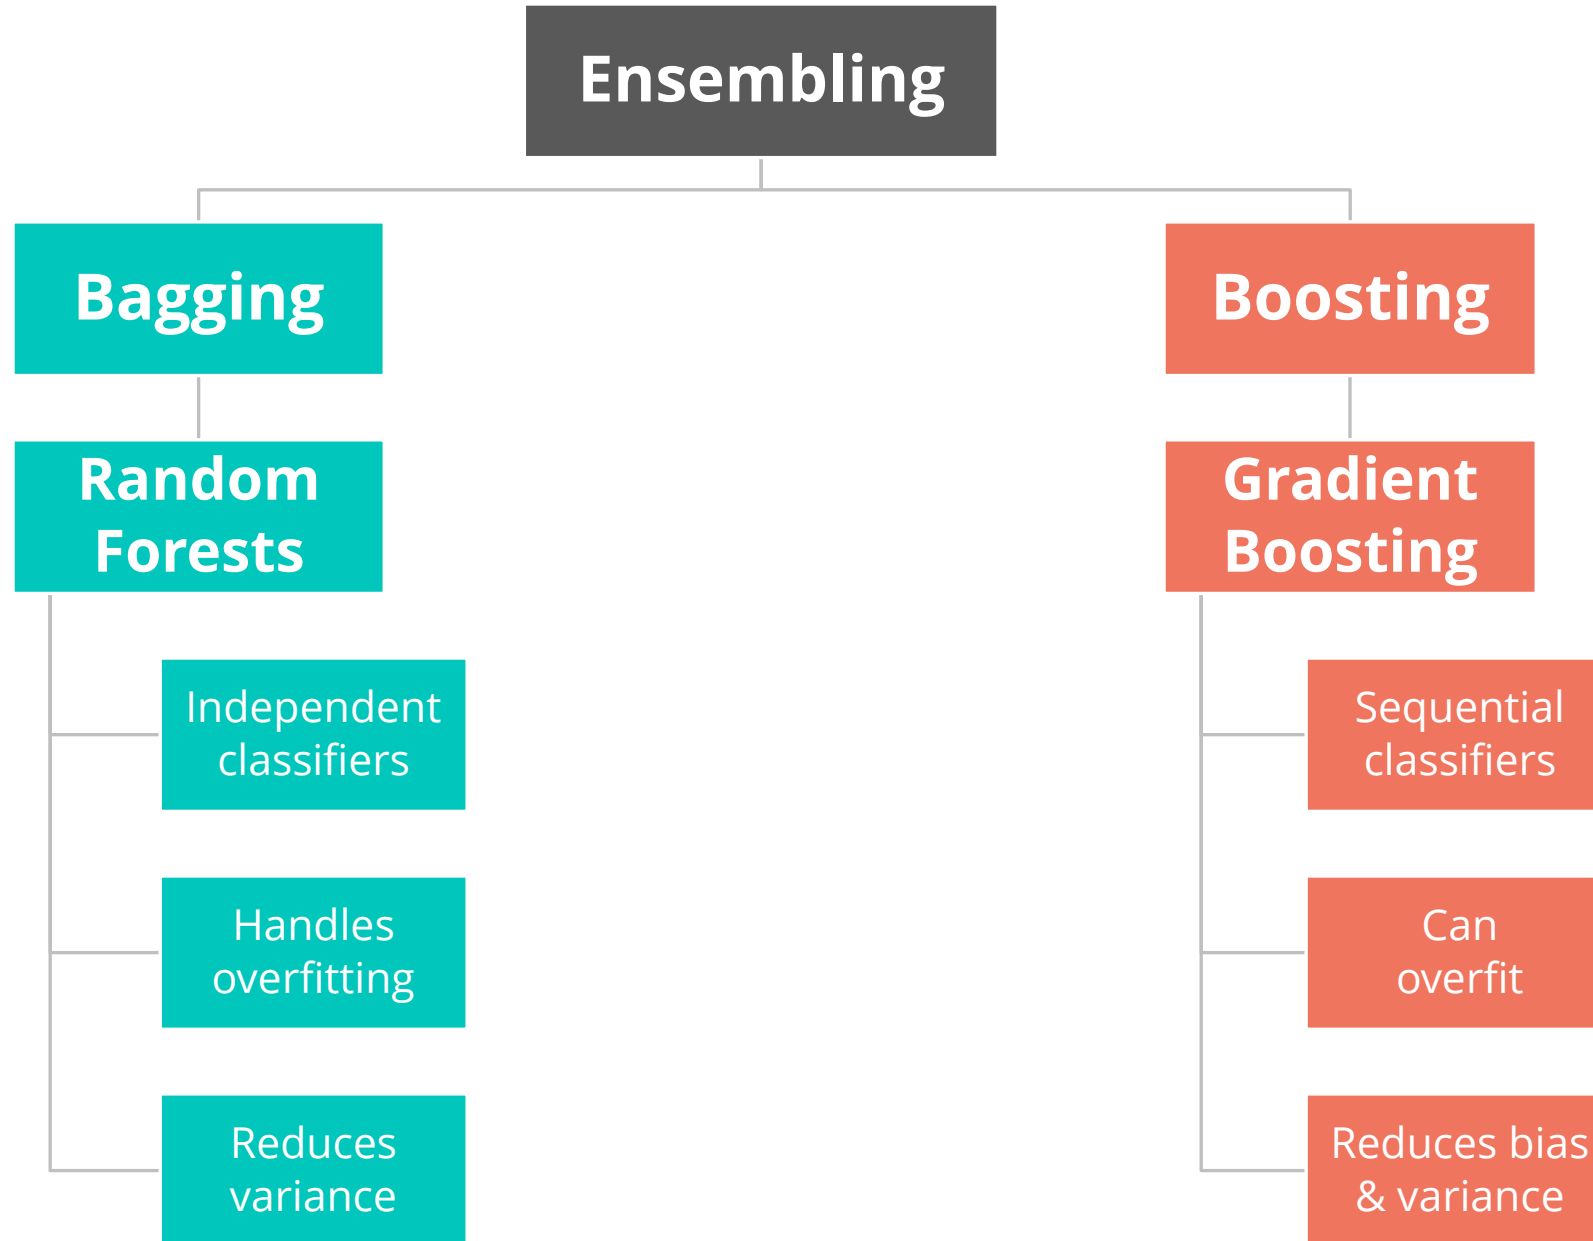 Ensembling
Bagging
Boosting
Random
Forests
Gradient
Boosting
Independent
classifiers
Sequential
classifiers
Handles
overfitting
Can
overfit
Reduces
variance
Reduces bias
& variance